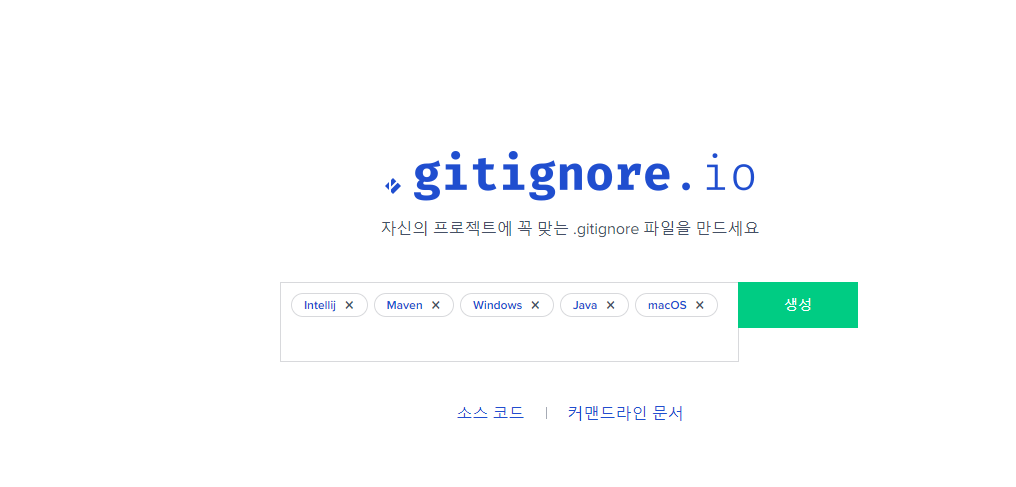 .gitignore.io
자신의 프로젝트에 꼭 맞는 .gitignore 파일을 만드세요
Intellij × Maven × Windows × Java × macOS × 생성
소스 코드 | 커맨드라인 문서